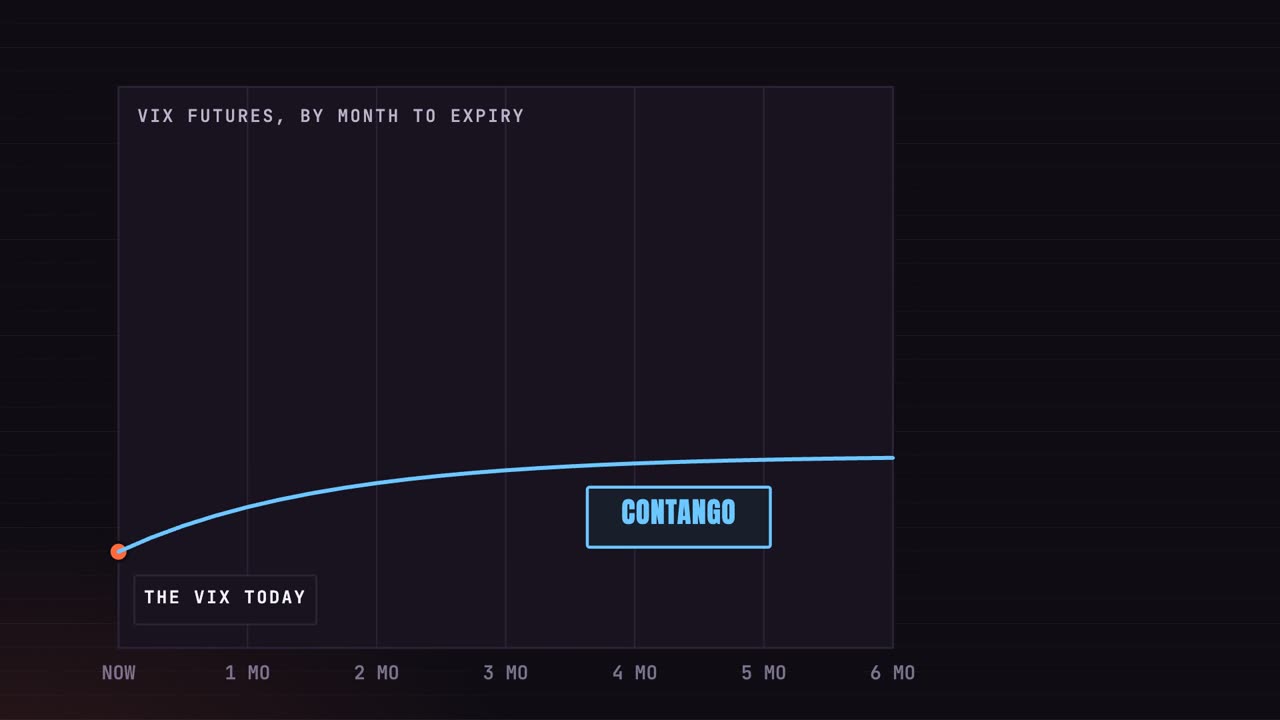 VIX FUTURES, BY MONTH TO EXPIRY
CONTANGO
THE VIX TODAY
NOW 1 MO 2 MO 3 MO 4 MO 5 MO 6 MO